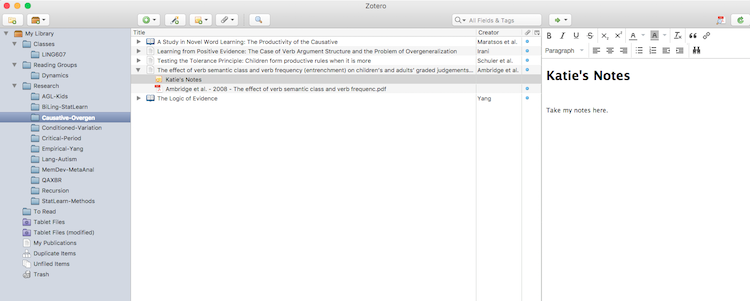 Zotero
All Fields & Tags
My Library
Classes
LING607
Reading Groups
Dynamics
Research
AGL-Kids
BiLing-StatLearn
Causative-Overgen
Conditioned-Variation
Critical-Period
Empirical-Yang
Lang-Autism
MemDev-MetaAnal
QAXBR
Recursion
StatLearn-Methods
To Read
Tablet Files
Tablet Files (modified)
My Publications
Duplicate Items
Unfiled Items
Trash
Title Creator
A Study in Novel Word Learning: The Productivity of the Causative Maratsos et al.
Learning from Positive Evidence: The Case of Verb Argument Structure and the Problem of Overgeneralization Irani
Testing the Tolerance Principle: Children form productive rules when it is more Schuler et al.
The effect of verb semantic class and verb frequency (entrenchment) on children's and adults' graded judgements... Ambridge et al.
Katie's Notes
Ambridge et al. - 2008 - The effect of verb semantic class and verb frequenc.pdf
The Logic of Evidence Yang
B I U S X₂ X² A A Tx
Paragraph
Katie's Notes
Take my notes here.